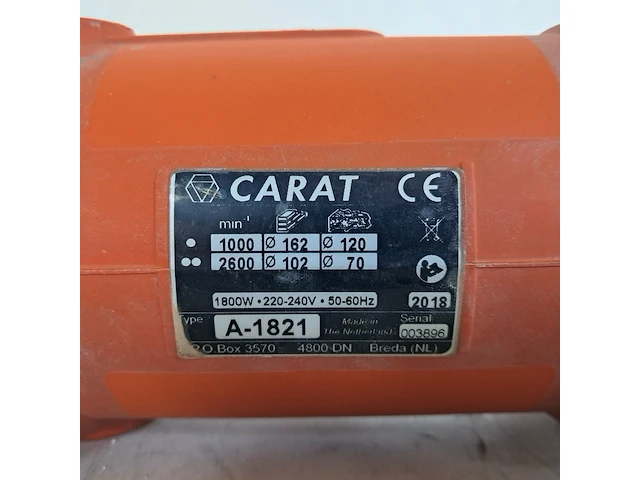 CARAT CE
min⁻¹
1000 Ø 162 Ø 120
2600 Ø 102 Ø 70
1800W • 220-240V • 50-60Hz 2018
Type A-1821 Made in The Netherlands Serial 003896
P.O.Box 3570 4800 DN Breda (NL)